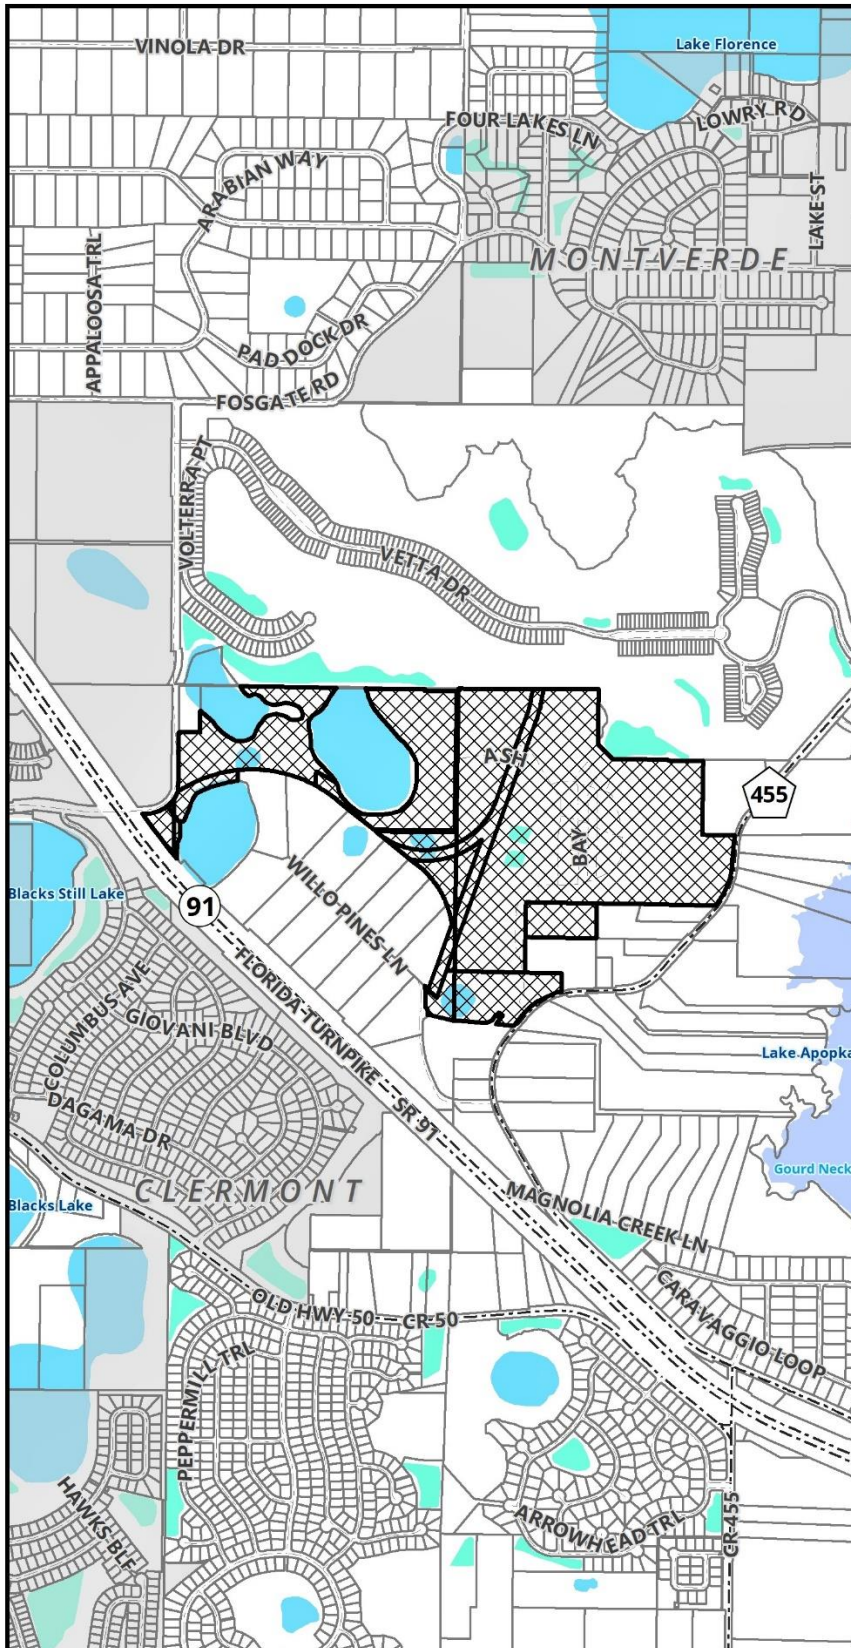 VINOLA DR
Lake Florence
FOUR LAKES LN
LOWRY RD
ARABIAN WAY
LAKE ST
MONTVERDE
APPALOOSA TRL
PAD DOCK DR
FOSGATE RD
VOLTERRA PT
VETTA DR
ASH
455
BAY
WILLO PINES LN
Blacks Still Lake
91
FLORIDA TURNPIKE
SR 91
COLUMBUS AVE
GIOVANI BLVD
Lake Apopka
DAGAMA DR
Gourd Neck
CLERMONT
Blacks Lake
MAGNOLIA CREEK LN
CARAVAGGIO LOOP
OLD HWY 50
CR 50
PEPPERMILL TRL
HAWKS BLF
ARROWHEAD TRL
CR 455